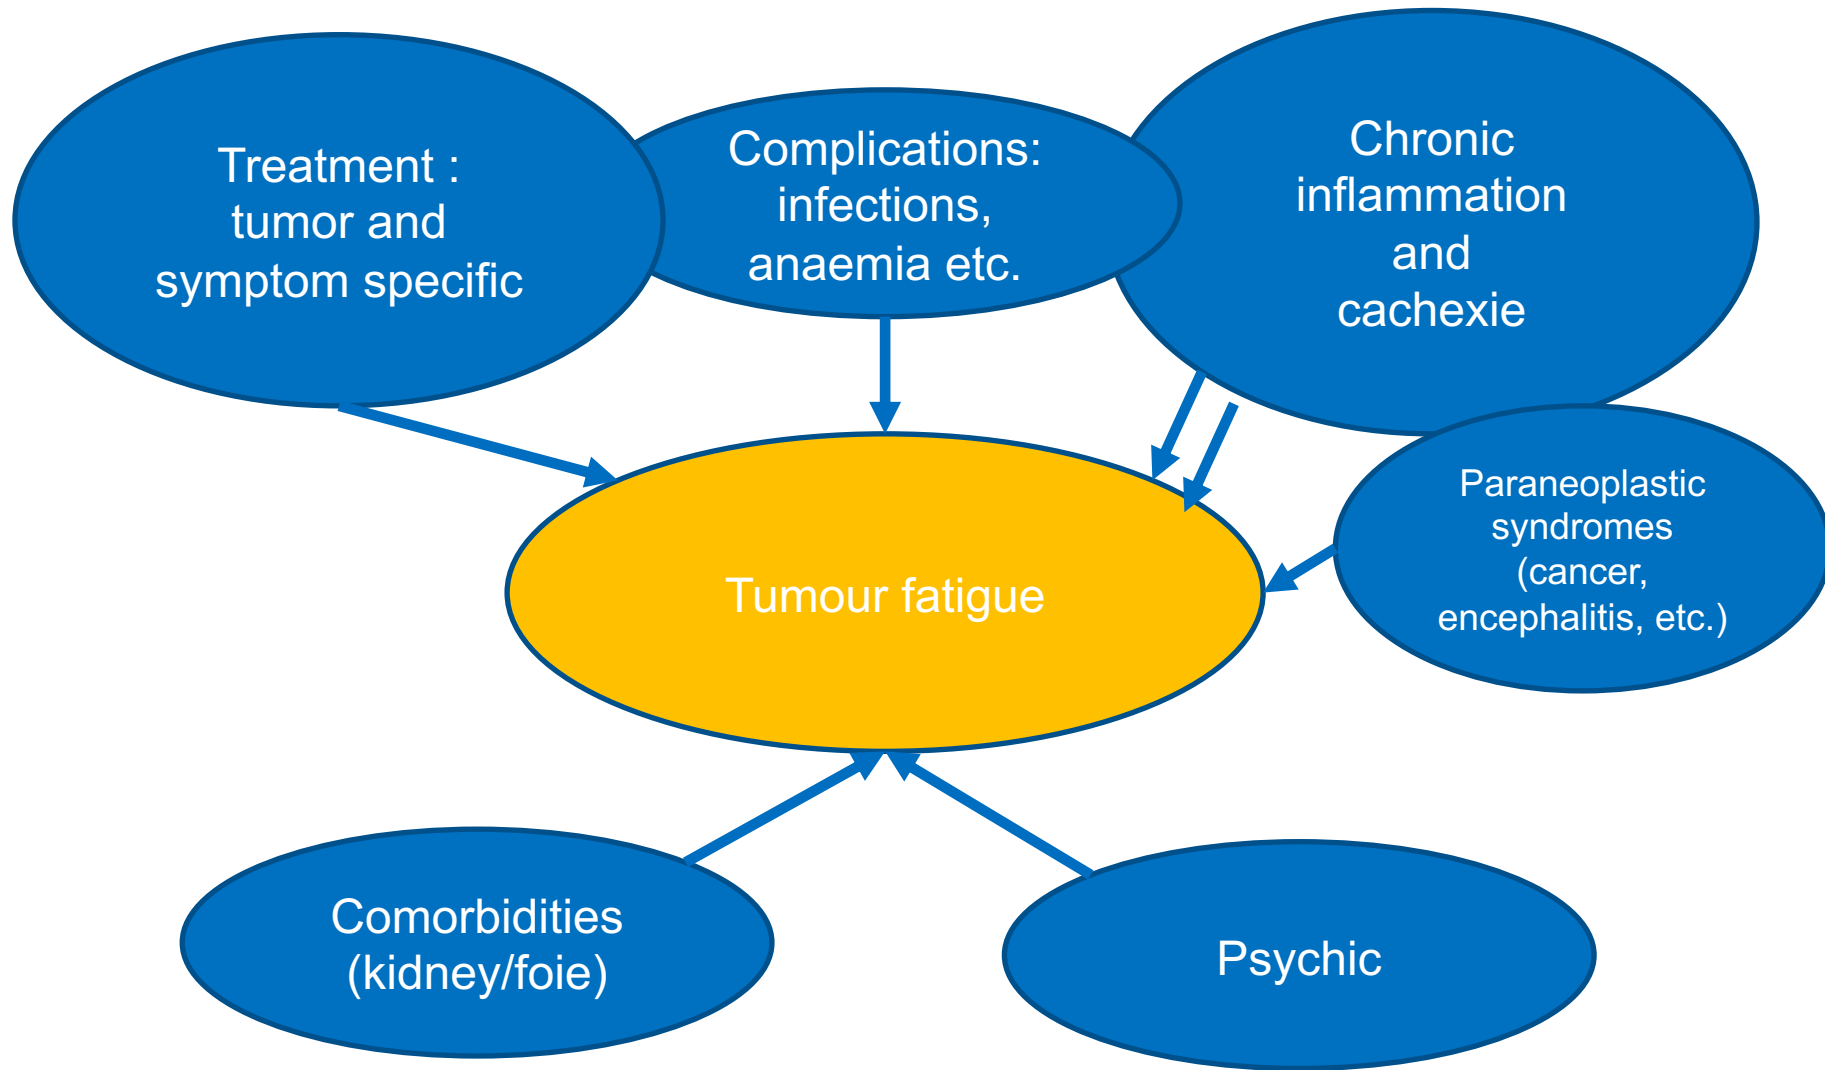 Treatment :
tumor and
symptom specific
Complications:
infections,
anaemia etc.
Chronic
inflammation
and
cachexie
Paraneoplastic
syndromes
(cancer,
encephalitis, etc.)
Tumour fatigue
Comorbidities
(kidney/foie)
Psychic